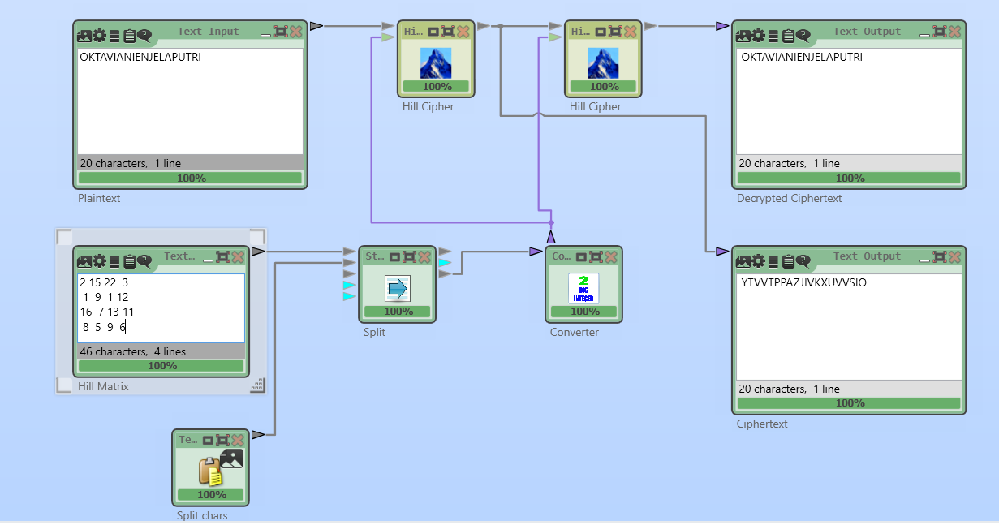 Text Input
OKTAVIANIENJELAPUTRI
20 characters,  1 line
100%
Plaintext
Hi...
100%
Hill Cipher
Hi...
100%
Hill Cipher
Text Output
OKTAVIANIENJELAPUTRI
20 characters,  1 line
100%
Decrypted Ciphertext
Text...
2 15 22  3
1  9  1 12
16  7 13 11
8  5  9  6
46 characters,  4 lines
100%
Hill Matrix
St...
100%
Split
Co...
2
BIG
INTEGER
100%
Converter
Text Output
YTVVTPPAZJIVKXUVVSIO
20 characters,  1 line
100%
Ciphertext
Te...
100%
Split chars